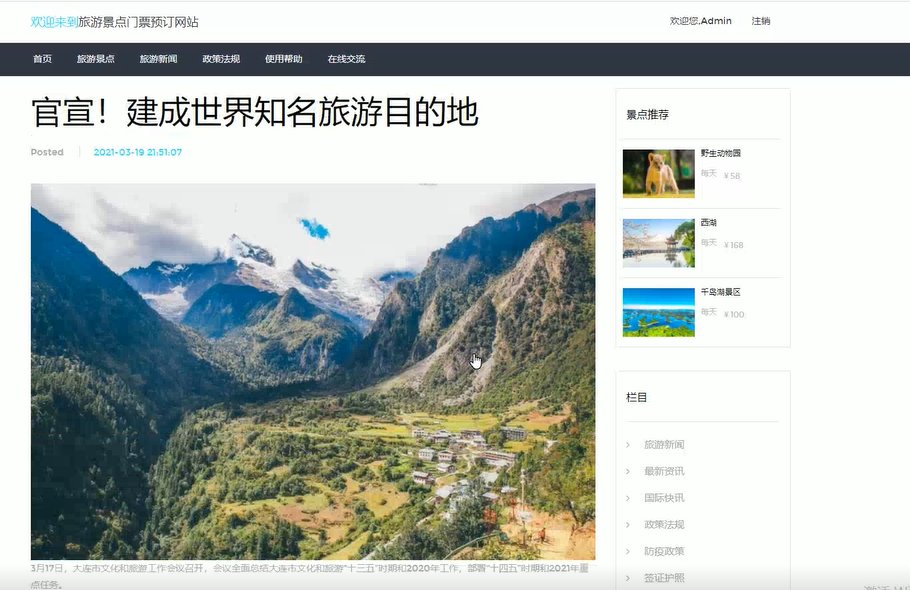 欢迎来到旅游景点门票预订网站
欢迎您,Admin 注销
首页 旅游景点 旅游新闻 政策法规 使用帮助 在线交流
官宣！建成世界知名旅游目的地
Posted 2021-03-19 21:51:07
3月17日，大连市文化和旅游工作会议召开，会议全面总结大连市文化和旅游“十三五”时期和2020年工作，部署“十四五”时期和2021年重
点任务。
景点推荐
野生动物园
每天 ¥ 58
西湖
每天 ¥ 168
千岛湖景区
每天 ¥ 100
栏目
旅游新闻
最新资讯
国际快讯
政策法规
防疫政策
签证护照